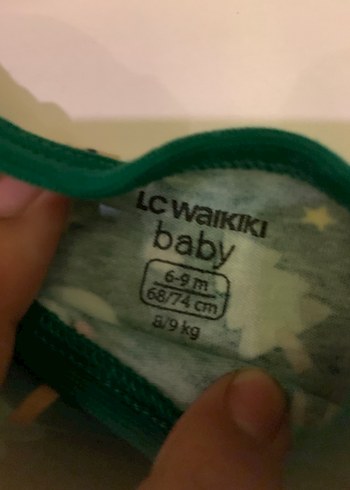 LC WAIKIKI
baby
6-9 m
68/74 cm
8/9 kg